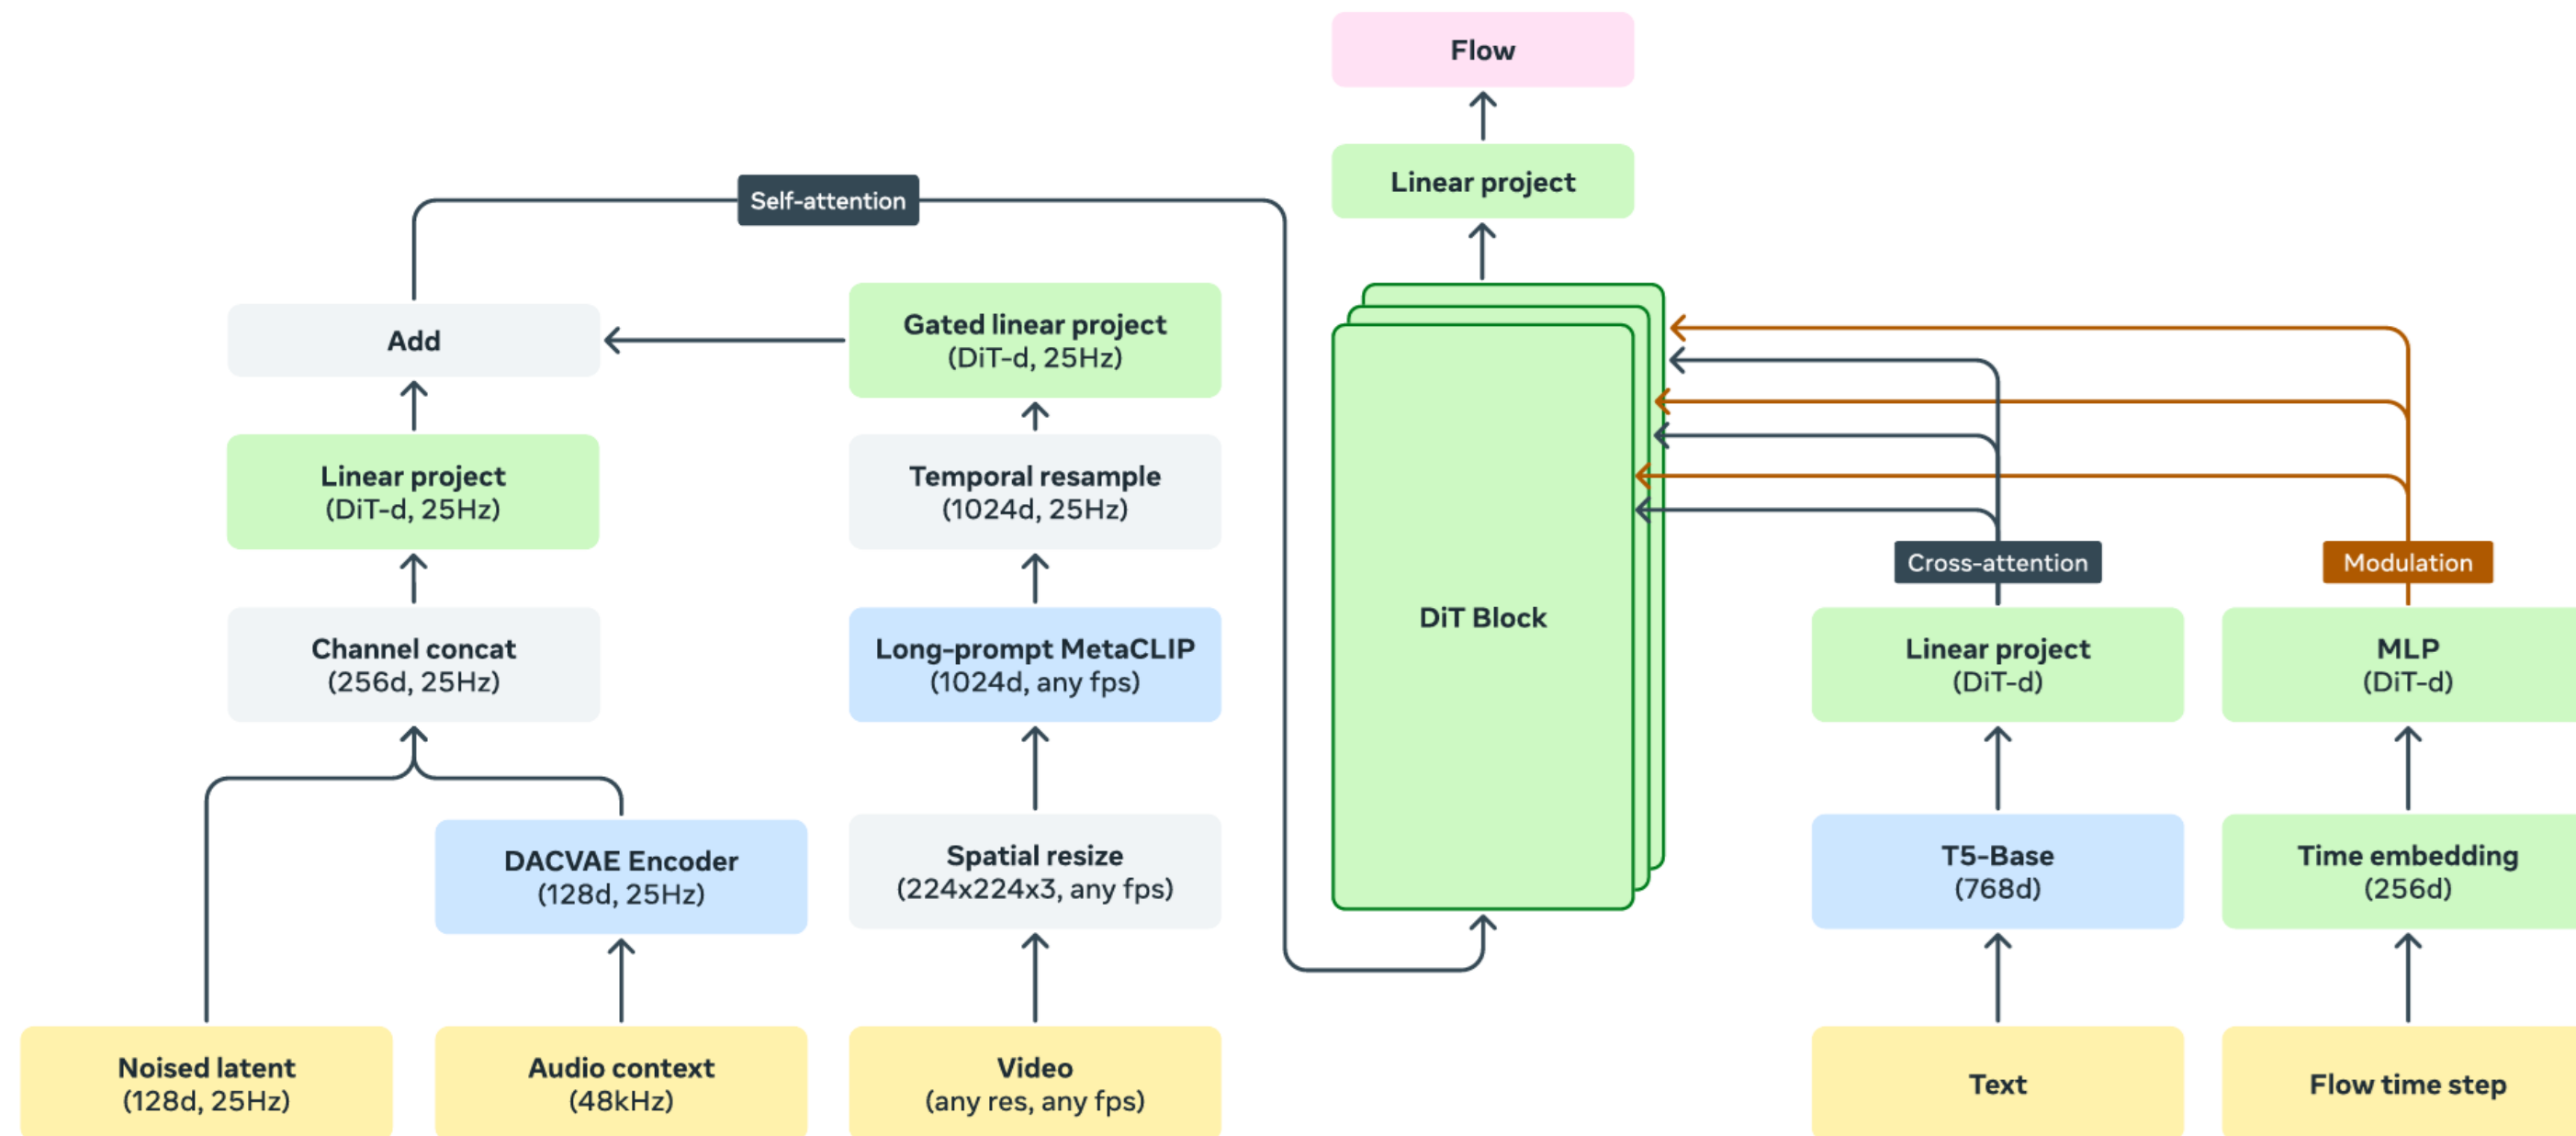 Flow
Linear project
Self-attention
Add
Gated linear project
(DiT-d, 25Hz)
Linear project
(DiT-d, 25Hz)
Temporal resample
(1024d, 25Hz)
Channel concat
(256d, 25Hz)
Long-prompt MetaCLIP
(1024d, any fps)
DACVAE Encoder
(128d, 25Hz)
Spatial resize
(224x224x3, any fps)
Noised latent
(128d, 25Hz)
Audio context
(48kHz)
Video
(any res, any fps)
DiT Block
Cross-attention
Modulation
Linear project
(DiT-d)
MLP
(DiT-d)
T5-Base
(768d)
Time embedding
(256d)
Text
Flow time step